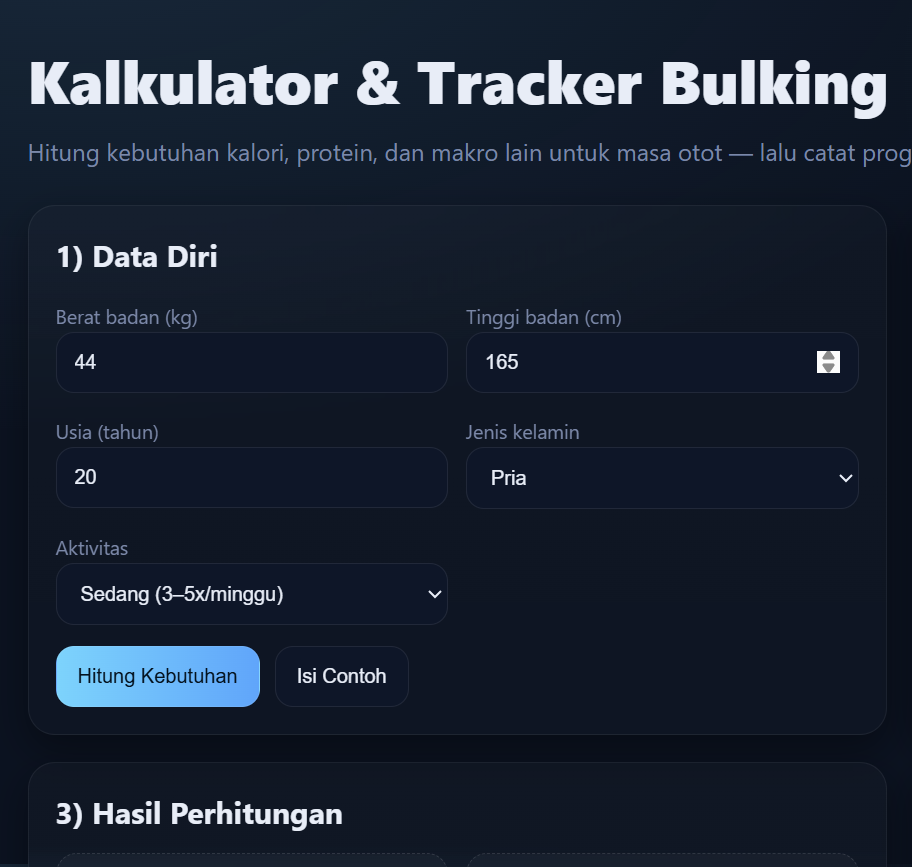 Kalkulator & Tracker Bulking
Hitung kebutuhan kalori, protein, dan makro lain untuk masa otot — lalu catat prog
1) Data Diri
Berat badan (kg)
Tinggi badan (cm)
44
165
Usia (tahun)
Jenis kelamin
20
Pria
Aktivitas
Sedang (3–5x/minggu)
Hitung Kebutuhan
Isi Contoh
3) Hasil Perhitungan